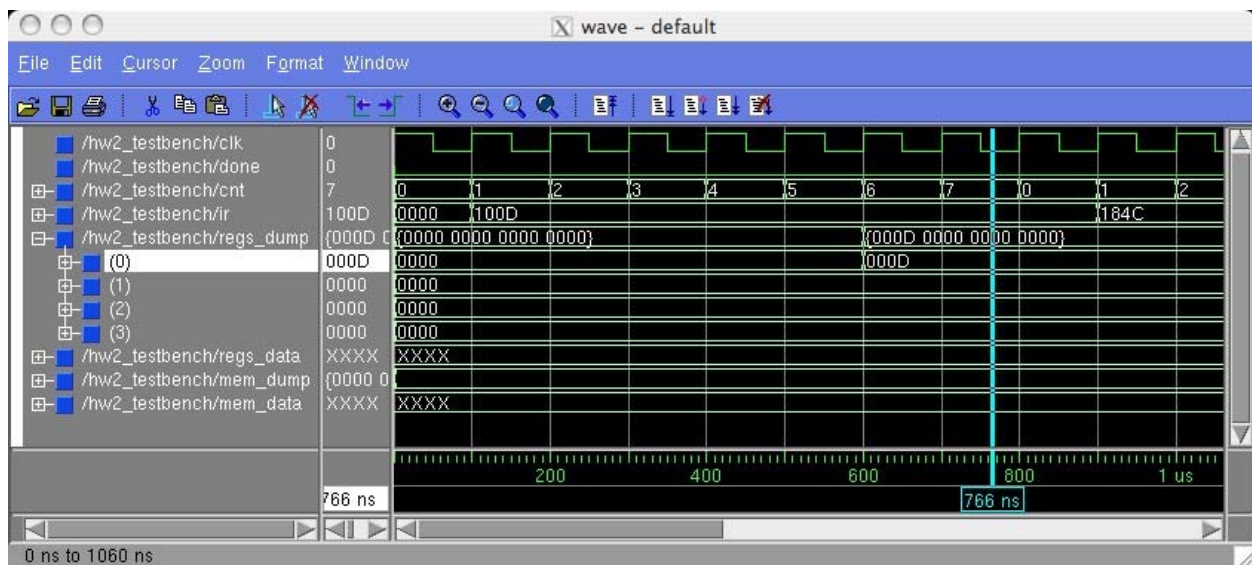 X wave – default
File Edit Cursor Zoom Format Window
/hw2_testbench/clk 0
/hw2_testbench/done 0
/hw2_testbench/cnt 7 0 1 2 3 4 5 6 7 0 1 2
/hw2_testbench/ir 100D 0000 100D 184C
/hw2_testbench/regs_dump {000D 0 {0000 0000 0000 0000} {000D 0000 0000 0000}
(0) 000D 0000 000D
(1) 0000 0000
(2) 0000 0000
(3) 0000 0000
/hw2_testbench/regs_data XXXX XXXX
/hw2_testbench/mem_dump {0000 0
/hw2_testbench/mem_data XXXX XXXX
200 400 600 800 1 us
766 ns 766 ns
0 ns to 1060 ns